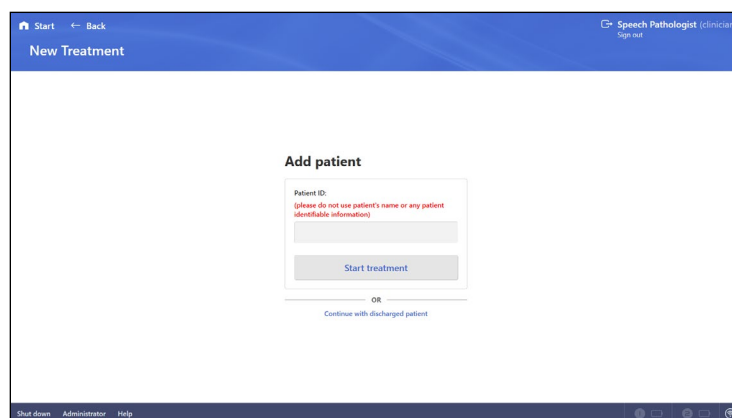 Start ← Back
Speech Pathologist (clinician
Sign out
New Treatment
Add patient
Patient ID:
(please do not use patient's name or any patient
identifiable information)
Start treatment
OR
Continue with discharged patient
Shut down Administrator Help